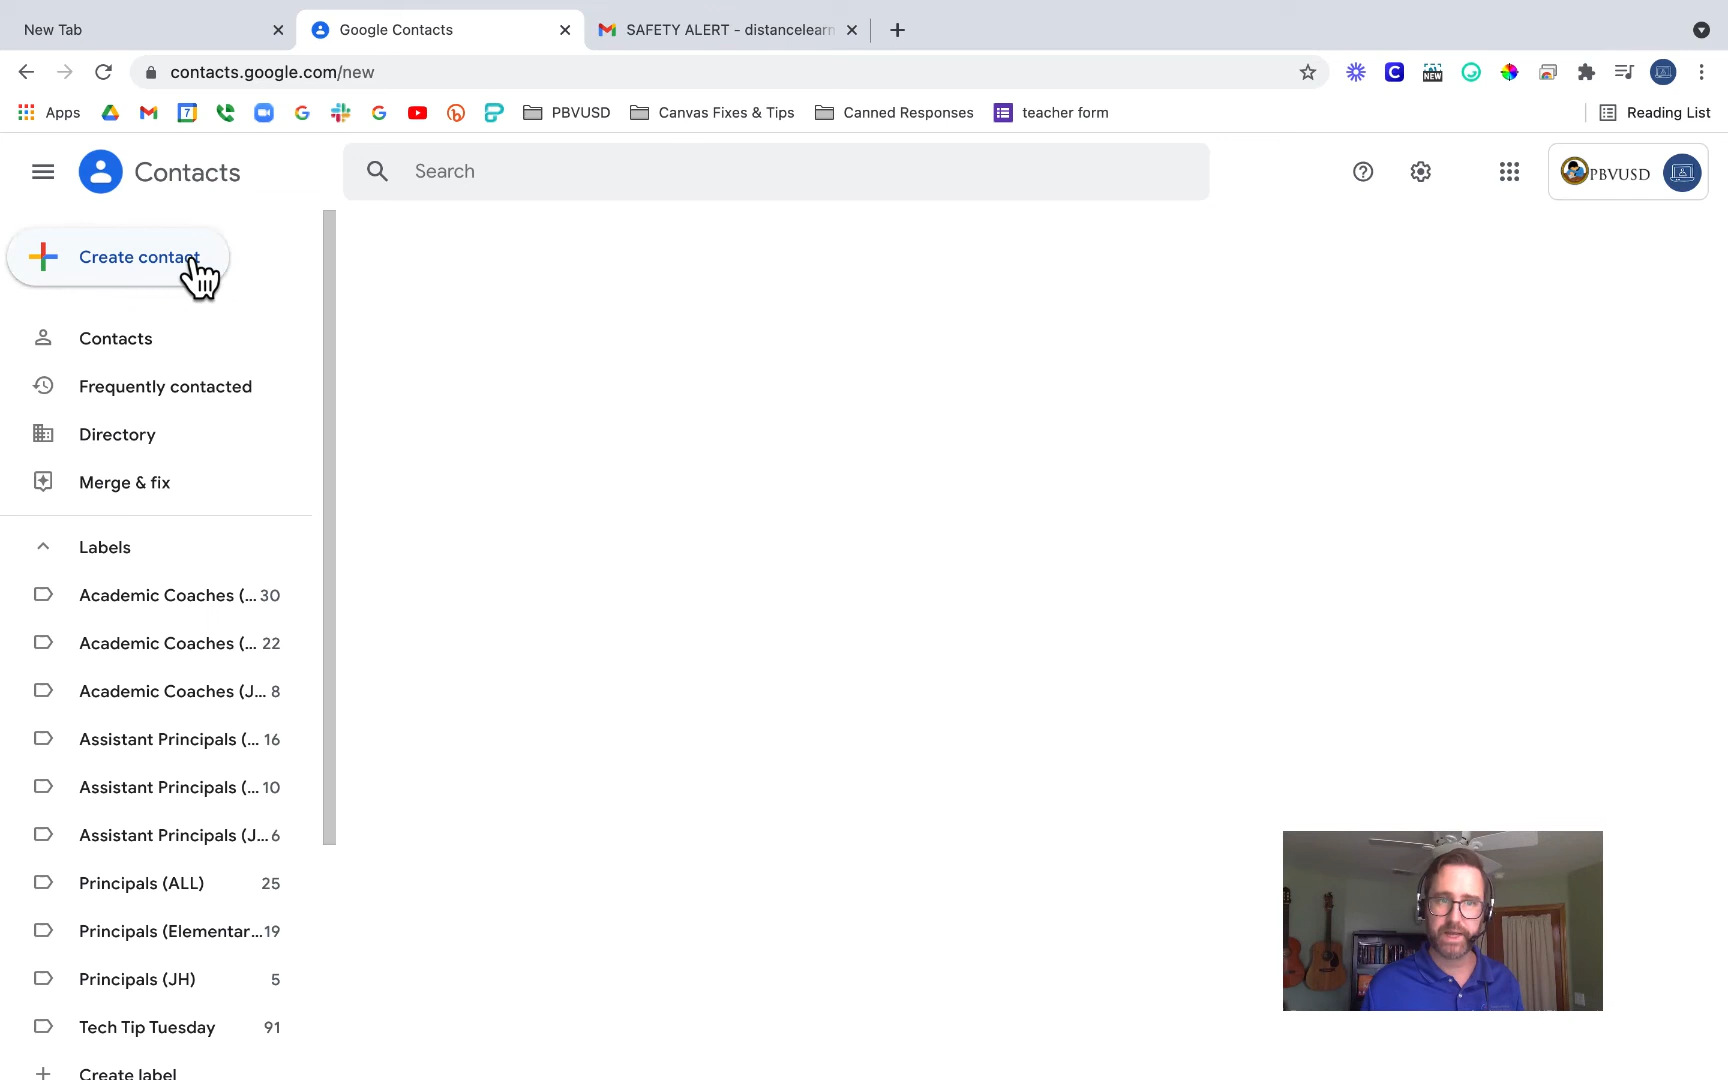 New Tab
Google Contacts
SAFETY ALERT - distancelearn
contacts.google.com/new
NEW
Apps
7
PBVUSD
Canvas Fixes & Tips
Canned Responses
teacher form
Reading List
Contacts
Search
PBVUSD
Create contact
Contacts
Frequently contacted
Directory
Merge & fix
Labels
Academic Coaches (... 30
Academic Coaches (... 22
Academic Coaches (J... 8
Assistant Principals (... 16
Assistant Principals (... 10
Assistant Principals (J... 6
Principals (ALL) 25
Principals (Elementar... 19
Principals (JH) 5
Tech Tip Tuesday 91
Create label